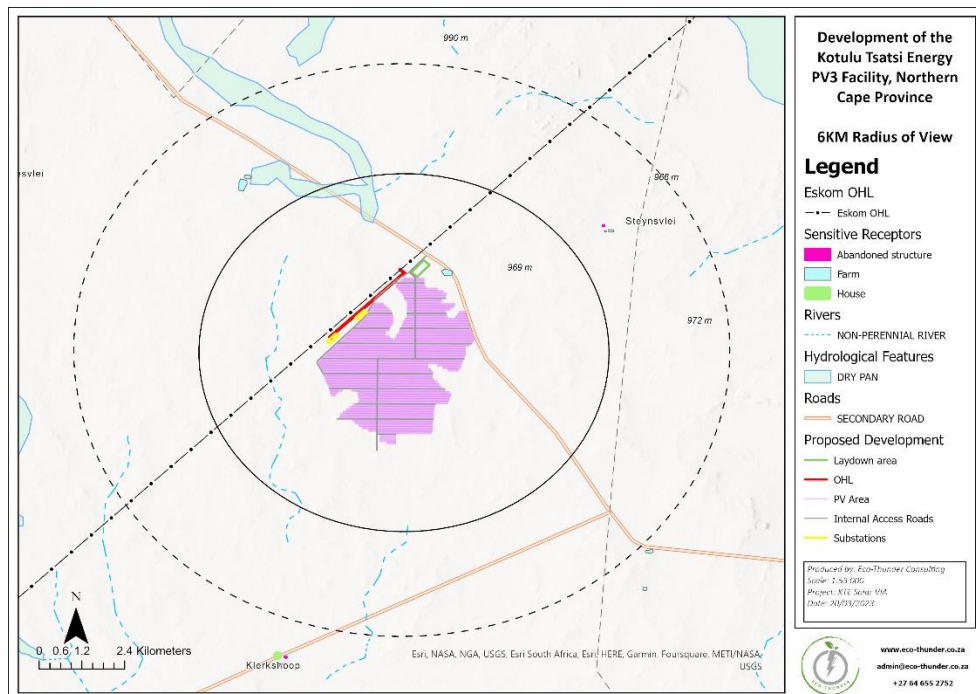 990 m
esvlei
966 m
Steynsvlei
969 m
972 m
N
0 0.6 1.2 2.4 Kilometers
Klerkshoop
Esri, NASA, NGA, USGS, Esri South Africa, Esri, HERE, Garmin, Foursquare, METI/NASA,
USGS
Development of the
Kotulu Tsatsi Energy
PV3 Facility, Northern
Cape Province
6KM Radius of View
Legend
Eskom OHL
Eskom OHL
Sensitive Receptors
Abandoned structure
Farm
House
Rivers
NON-PERENNIAL RIVER
Hydrological Features
DRY PAN
Roads
SECONDARY ROAD
Proposed Development
Laydown area
OHL
PV Area
Internal Access Roads
Substations
Produced by: Eco-Thunder Consulting
Scale: 1:53 000
Project: KTE Solar VIA
Date: 20/03/2023
ECO-THUNDER
www.eco-thunder.co.za
admin@eco-thunder.co.za
+27 64 655 2752